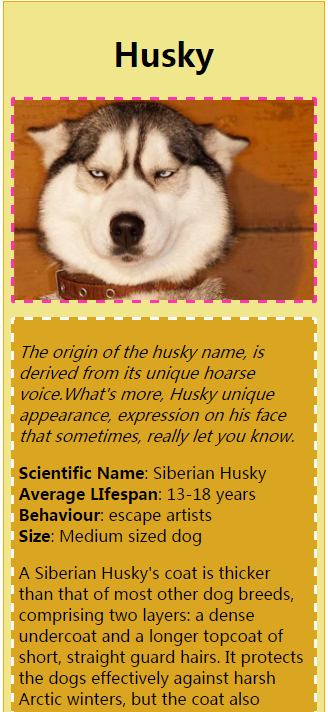 Husky
The origin of the husky name, is
derived from its unique hoarse
voice.What's more, Husky unique
appearance, expression on his face
that sometimes, really let you know.
Scientific Name: Siberian Husky
Average LIfespan: 13-18 years
Behaviour: escape artists
Size: Medium sized dog
A Siberian Husky's coat is thicker
than that of most other dog breeds,
comprising two layers: a dense
undercoat and a longer topcoat of
short, straight guard hairs. It protects
the dogs effectively against harsh
Arctic winters, but the coat also